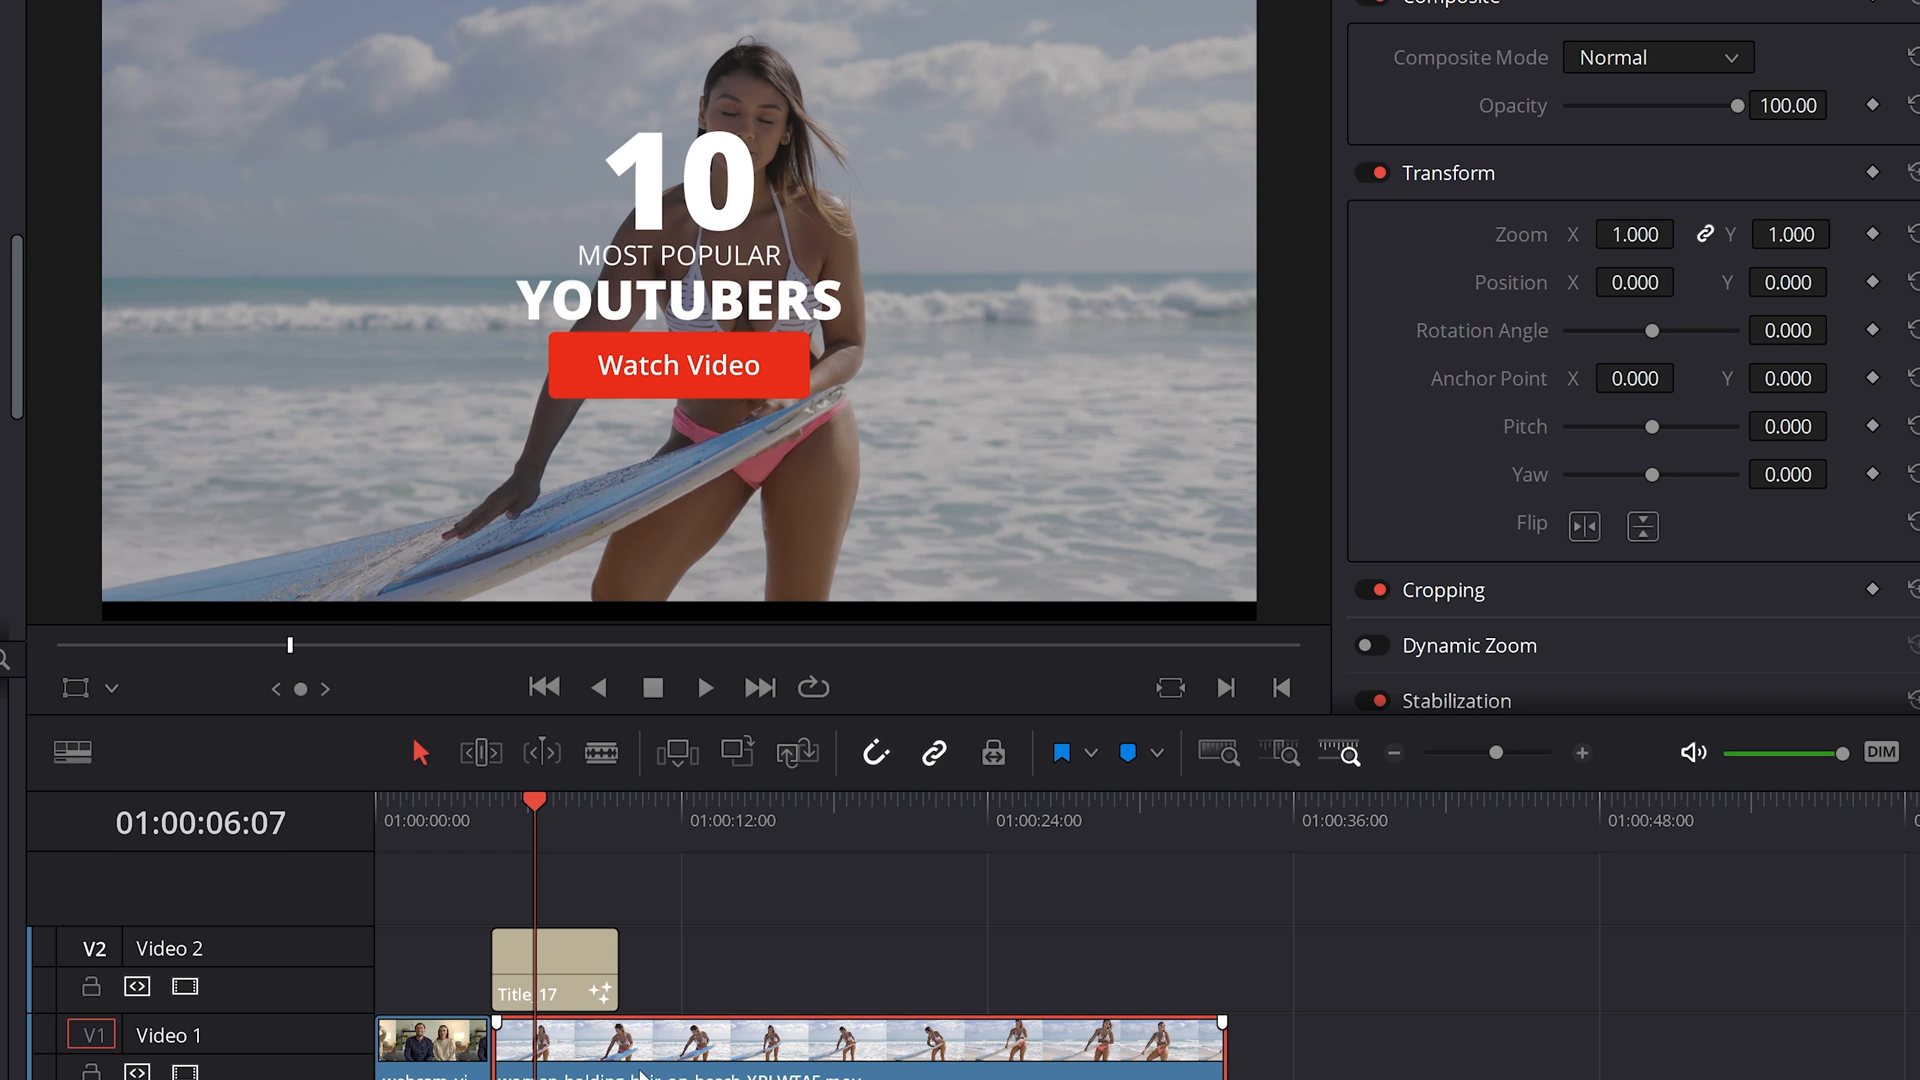 Composite
Composite Mode Normal
Opacity 100.00
10
MOST POPULAR
YOUTUBERS
Watch Video
Transform
Zoom X 1.000 Y 1.000
Position X 0.000 Y 0.000
Rotation Angle 0.000
Anchor Point X 0.000 Y 0.000
Pitch 0.000
Yaw 0.000
Flip
Cropping
Dynamic Zoom
Stabilization
DIM
01:00:06:07
01:00:00:00 01:00:12:00 01:00:24:00 01:00:36:00 01:00:48:00
V2 Video 2
Title 17
V1 Video 1